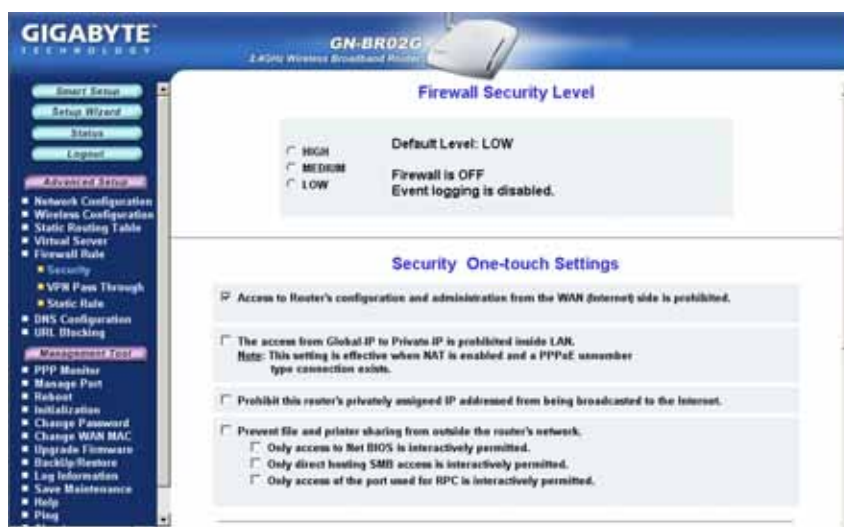 GIGABYTE
TECHNOLOGY
GN-BR02G
2.4GHz Wireless Broadband Router
Smart Setup
Setup Wizard
Status
Logout
Advanced Setup
Network Configuration
Wireless Configuration
Static Routing Table
Virtual Server
Firewall Rule
Security
VPN Pass Through
Static Rule
DNS Configuration
URL Blocking
Management Tool
PPP Monitor
Manage Port
Reboot
Initialization
Change Password
Change WAN MAC
Upgrade Firmware
BackUp/Restore
Log Information
Save Maintenance
Help
Ping
Firewall Security Level
HIGH
MEDIUM
LOW
Default Level: LOW
Firewall is OFF
Event logging is disabled.
Security One-touch Settings
Access to Router's configuration and administration from the WAN (Internet) side is prohibited.
The access from Global-IP to Private-IP is prohibited inside LAN.
Note: This setting is effective when NAT is enabled and a PPPoE unnumber
type connection exists.
Prohibit this router's privately assigned IP addressed from being broadcasted to the Internet.
Prevent file and printer sharing from outside the router's network.
Only access to Net BIOS is interactively permitted.
Only direct hosting SMB access is interactively permitted.
Only access of the port used for RPC is interactively permitted.